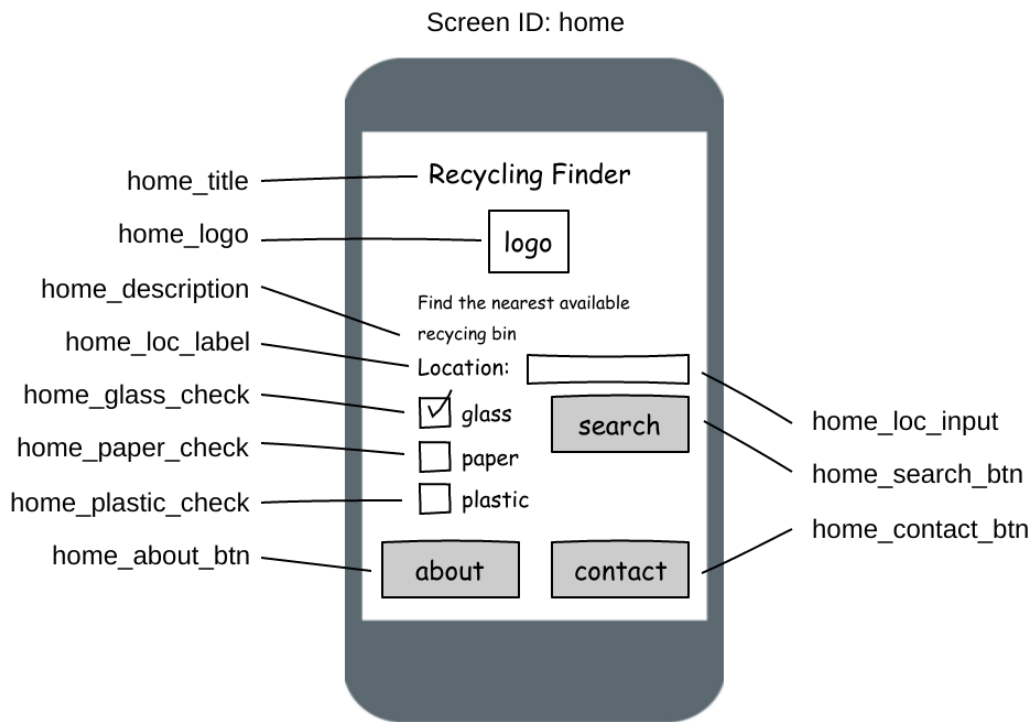 Screen ID: home
home_title
Recycling Finder
home_logo
logo
home_description
Find the nearest available
recycing bin
home_loc_label
Location:
home_glass_check
glass
search
home_loc_input
home_paper_check
paper
home_search_btn
home_plastic_check
plastic
home_contact_btn
home_about_btn
about
contact